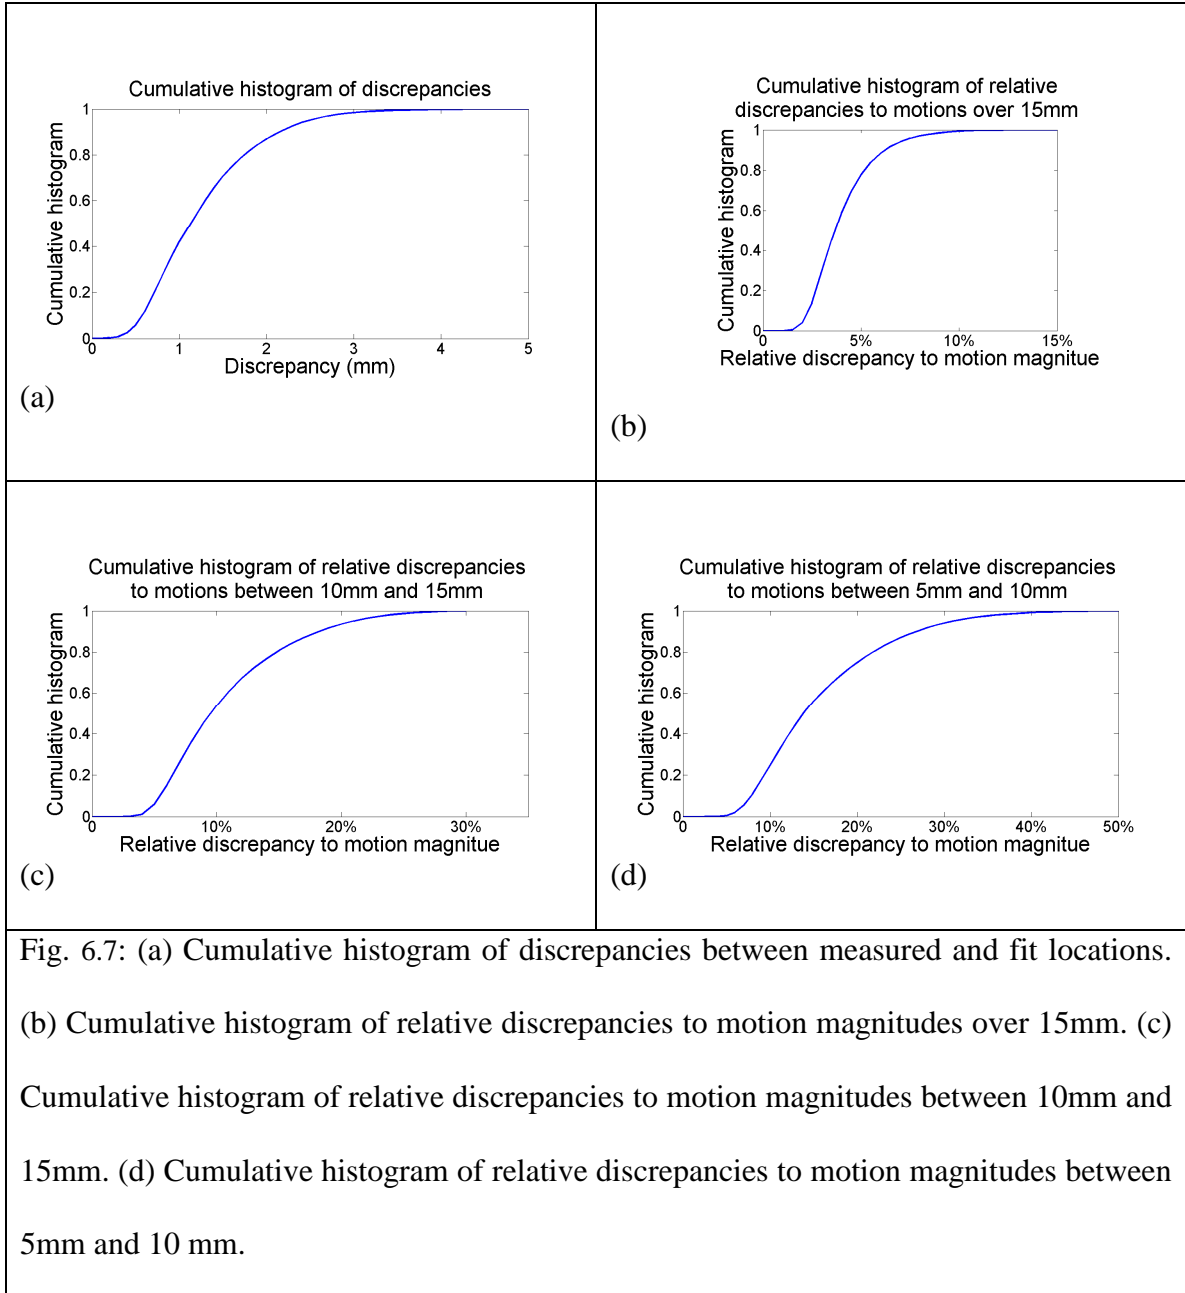 Cumulative histogram of discrepancies
Cumulative histogram
1
0.8
0.6
0.4
0.2
0
0 1 2 3 4 5
Discrepancy (mm)
(a)
Cumulative histogram of relative
discrepancies to motions over 15mm
Cumulative histogram
1
0.8
0.6
0.4
0.2
0
0 5% 10% 15%
Relative discrepancy to motion magnitue
(b)
Cumulative histogram of relative discrepancies
to motions between 10mm and 15mm
Cumulative histogram
1
0.8
0.6
0.4
0.2
0
0 10% 20% 30%
Relative discrepancy to motion magnitue
(c)
Cumulative histogram of relative discrepancies
to motions between 5mm and 10mm
Cumulative histogram
1
0.8
0.6
0.4
0.2
0
0 10% 20% 30% 40% 50%
Relative discrepancy to motion magnitue
(d)
Fig. 6.7: (a) Cumulative histogram of discrepancies between measured and fit locations.
(b) Cumulative histogram of relative discrepancies to motion magnitudes over 15mm. (c)
Cumulative histogram of relative discrepancies to motion magnitudes between 10mm and
15mm. (d) Cumulative histogram of relative discrepancies to motion magnitudes between
5mm and 10 mm.